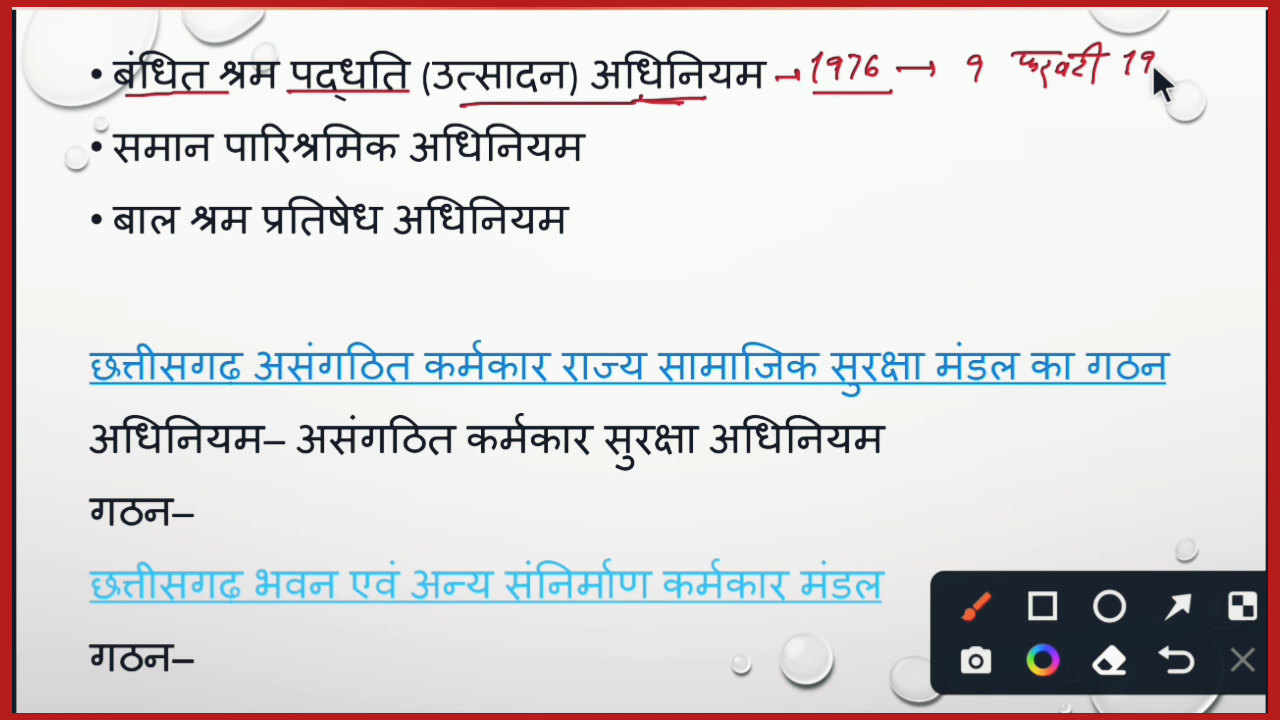 • बंधित श्रम पद्धति (उत्सादन) अधिनियम → 1976 → 9 फरवरी 19
• समान पारिश्रमिक अधिनियम
• बाल श्रम प्रतिषेध अधिनियम
छत्तीसगढ़ असंगठित कर्मकार राज्य सामाजिक सुरक्षा मंडल का गठन
अधिनियम– असंगठित कर्मकार सुरक्षा अधिनियम
गठन–
छत्तीसगढ़ भवन एवं अन्य संनिर्माण कर्मकार मंडल
गठन–